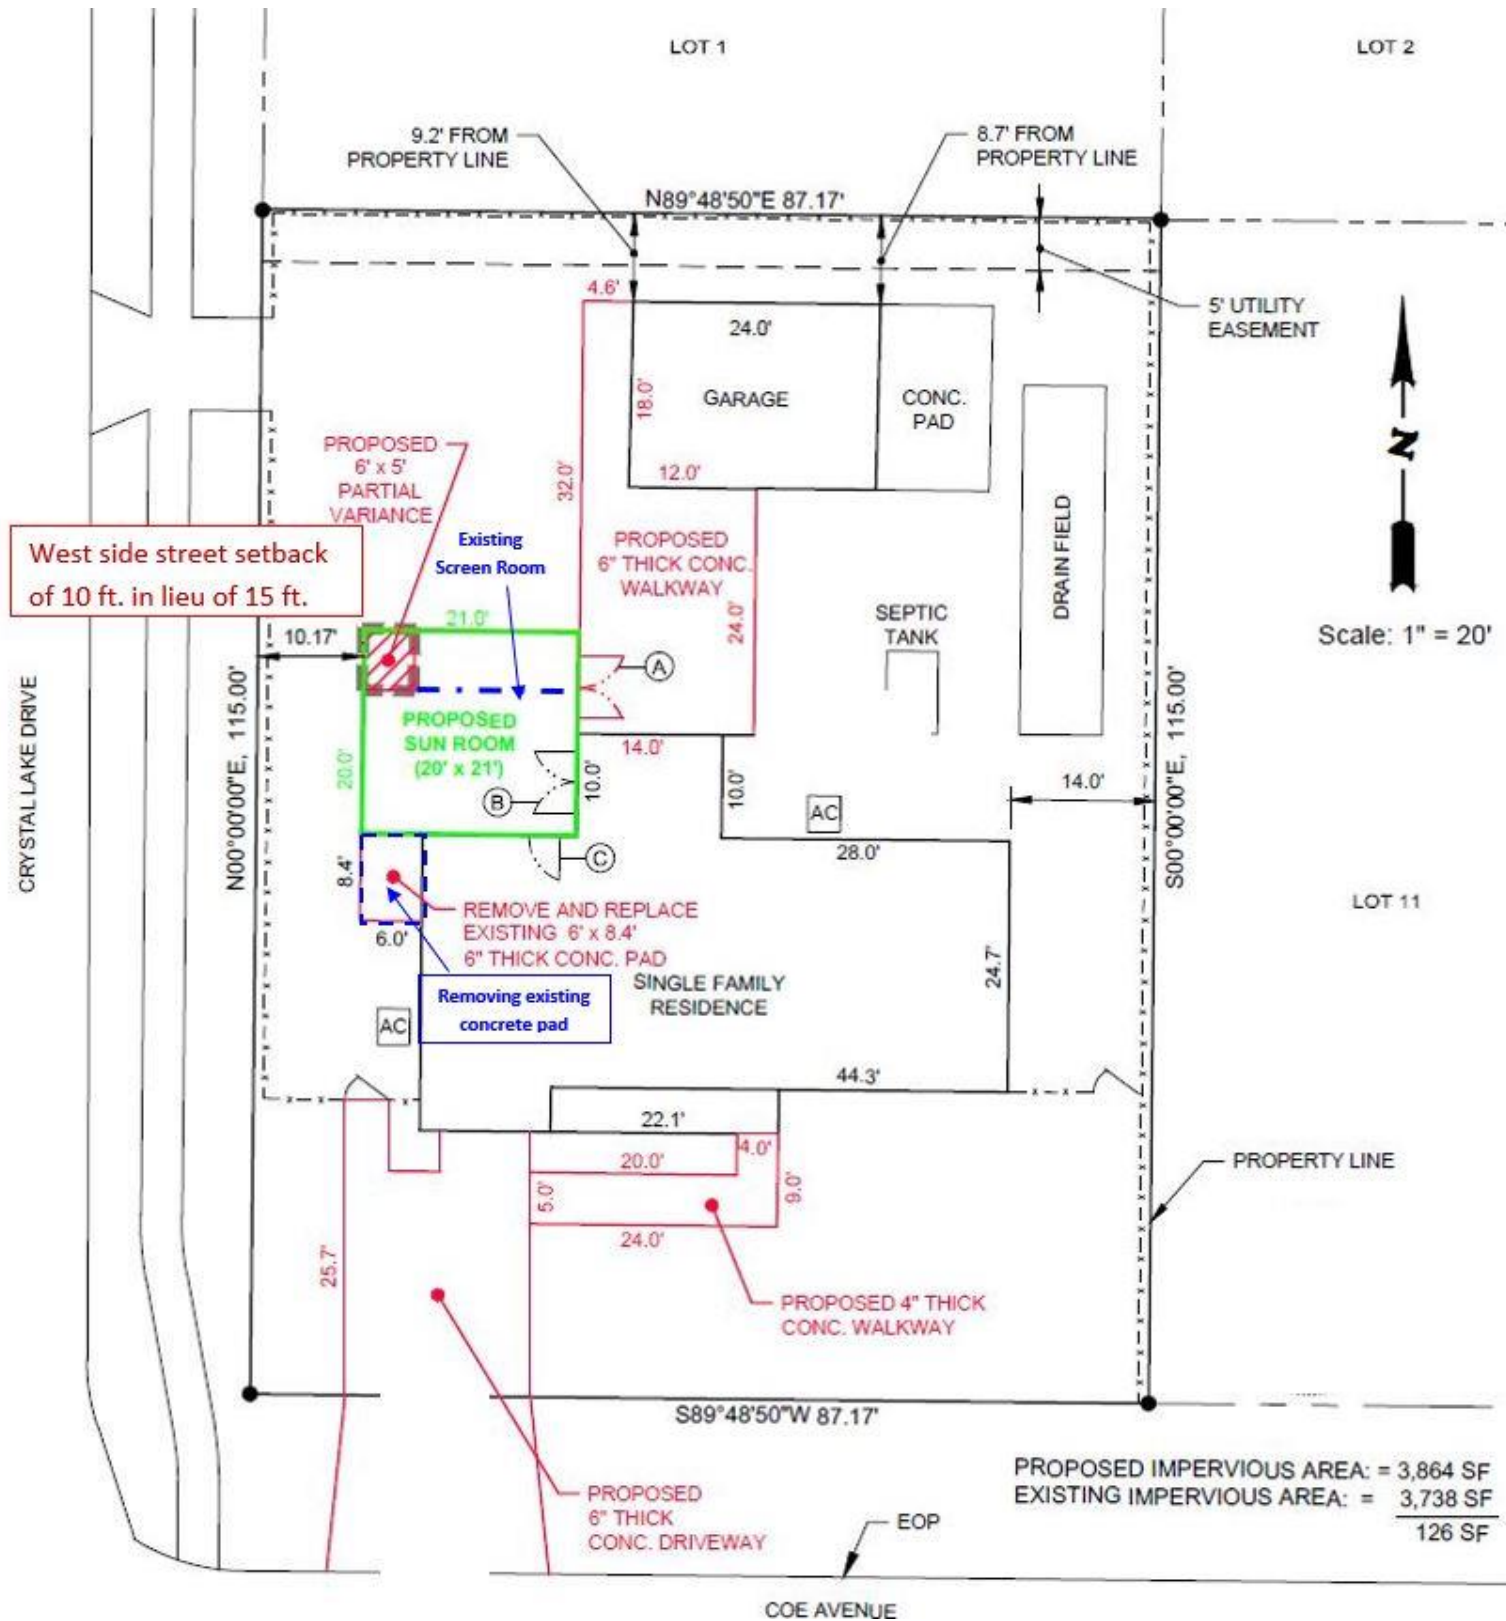 LOT 1
LOT 2
9.2' FROM
PROPERTY LINE
8.7' FROM
PROPERTY LINE
N89°48'50"E 87.17'
5' UTILITY
EASEMENT
4.6'
24.0'
GARAGE
18.0'
12.0'
CONC.
PAD
N
Scale: 1" = 20'
PROPOSED
6' x 5'
PARTIAL
VARIANCE
32.0'
West side street setback
of 10 ft. in lieu of 15 ft.
Existing
Screen Room
PROPOSED
6" THICK CONC.
WALKWAY
24.0'
DRAIN FIELD
SEPTIC
TANK
10.17'
21.0'
A
PROPOSED
SUN ROOM
(20' x 21')
20.0'
B
10.0'
14.0'
10.0'
AC
14.0'
28.0'
C
CRYSTAL LAKE DRIVE
N00°00'00"E, 115.00'
S00°00'00"E, 115.00'
LOT 11
8.4'
6.0'
REMOVE AND REPLACE
EXISTING 6' x 8.4'
6" THICK CONC. PAD
Removing existing
concrete pad
SINGLE FAMILY
RESIDENCE
24.7'
AC
44.3'
22.1'
4.0'
20.0'
5.0'
9.0'
24.0'
25.7'
PROPERTY LINE
PROPOSED 4" THICK
CONC. WALKWAY
S89°48'50"W 87.17'
PROPOSED
6" THICK
CONC. DRIVEWAY
EOP
PROPOSED IMPERVIOUS AREA: = 3,864 SF
EXISTING IMPERVIOUS AREA: = 3,738 SF
126 SF
COE AVENUE